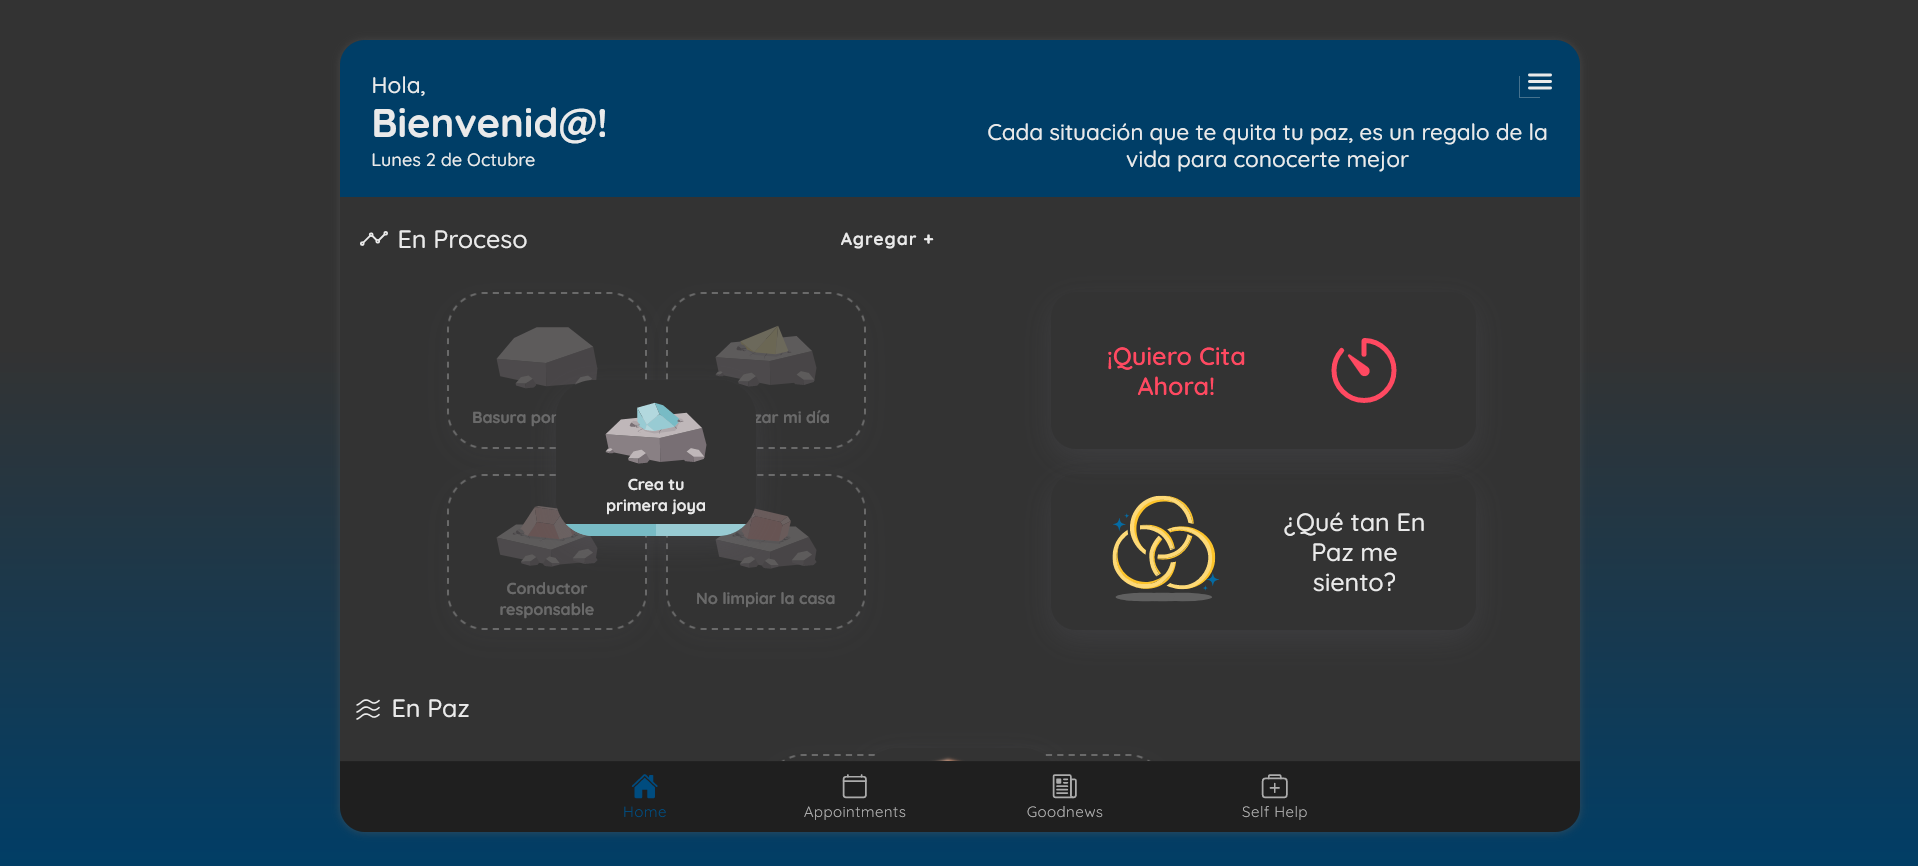 Hola,
Bienvenid@!
Lunes 2 de Octubre
Cada situación que te quita tu paz, es un regalo de la
vida para conocerte mejor
En Proceso
Agregar +
Basura por
zar mi día
Crea tu
primera joya
Conductor
responsable
No limpiar la casa
¡Quiero Cita
Ahora!
¿Qué tan En
Paz me
siento?
En Paz
Home
Appointments
Goodnews
Self Help